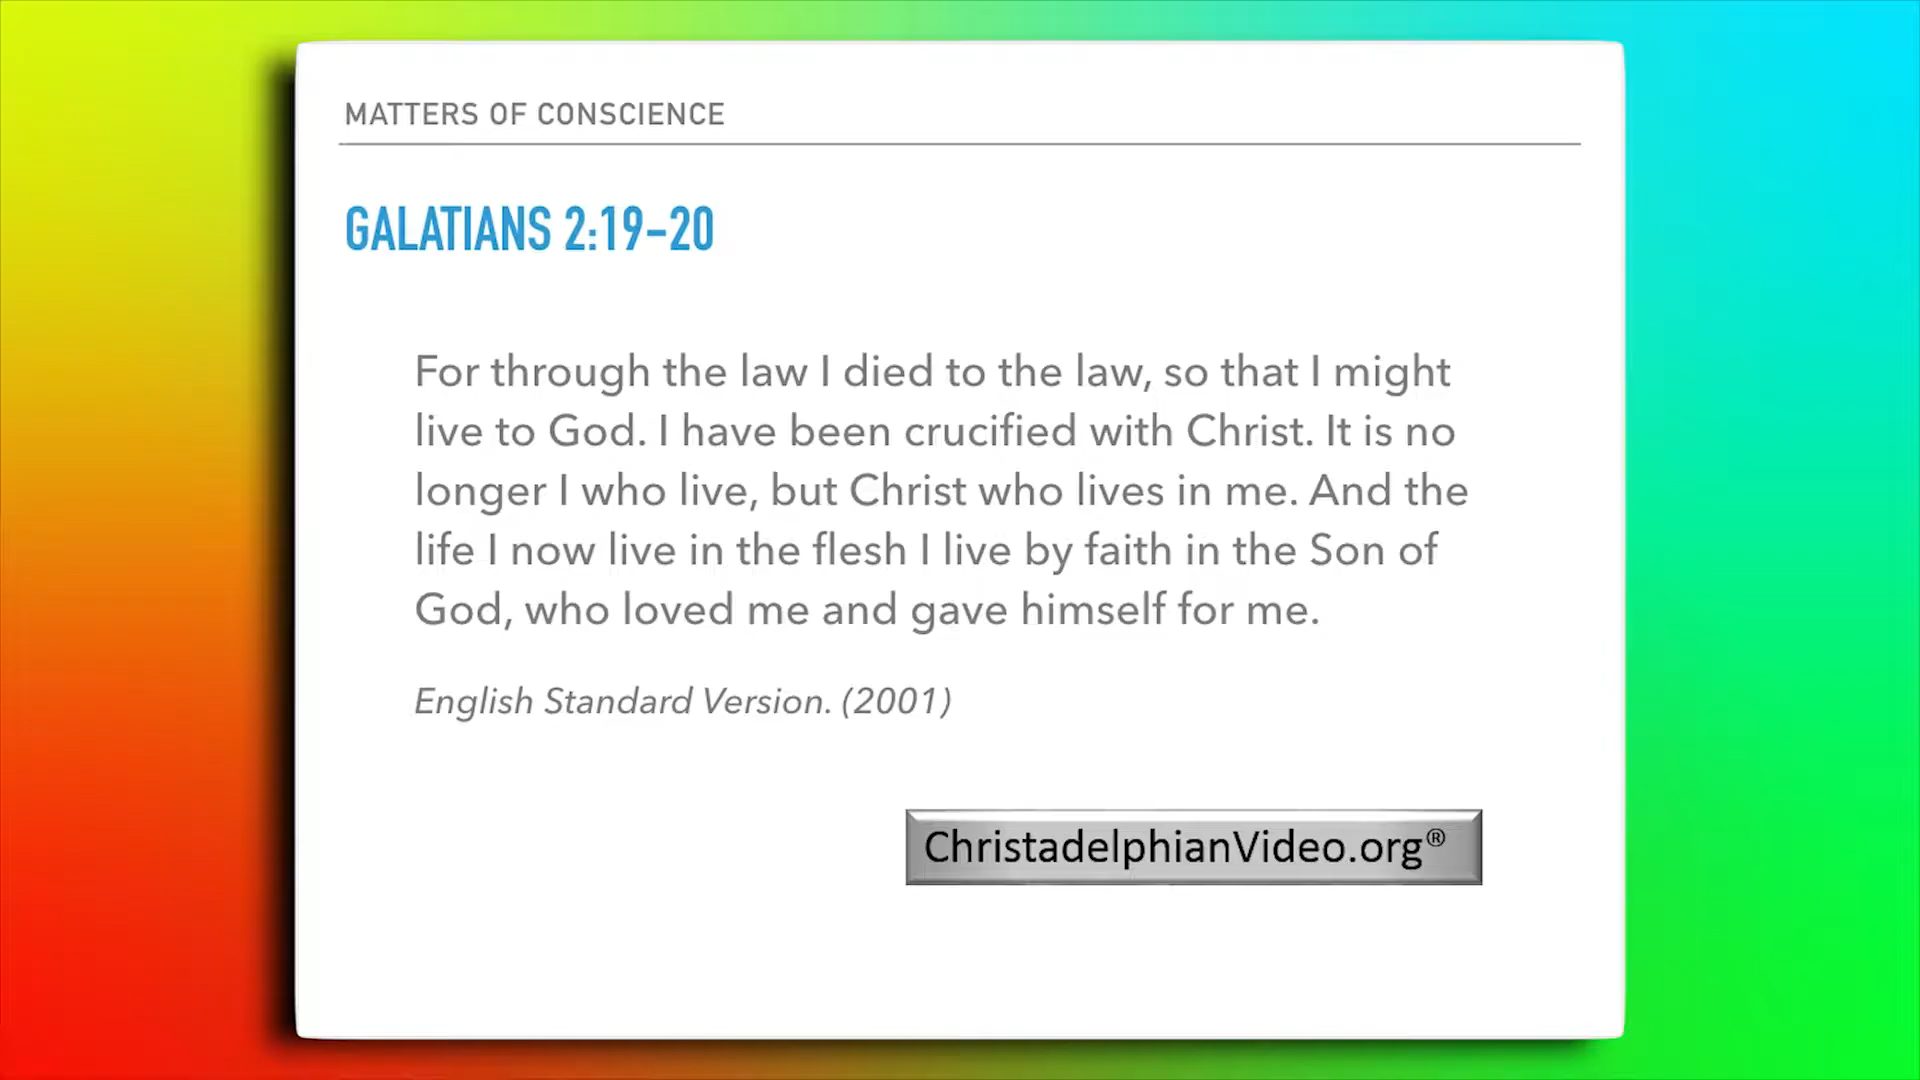 MATTERS OF CONSCIENCE
GALATIANS 2:19–20
For through the law I died to the law, so that I might
live to God. I have been crucified with Christ. It is no
longer I who live, but Christ who lives in me. And the
life I now live in the flesh I live by faith in the Son of
God, who loved me and gave himself for me.
English Standard Version. (2001)
ChristadelphianVideo.org®